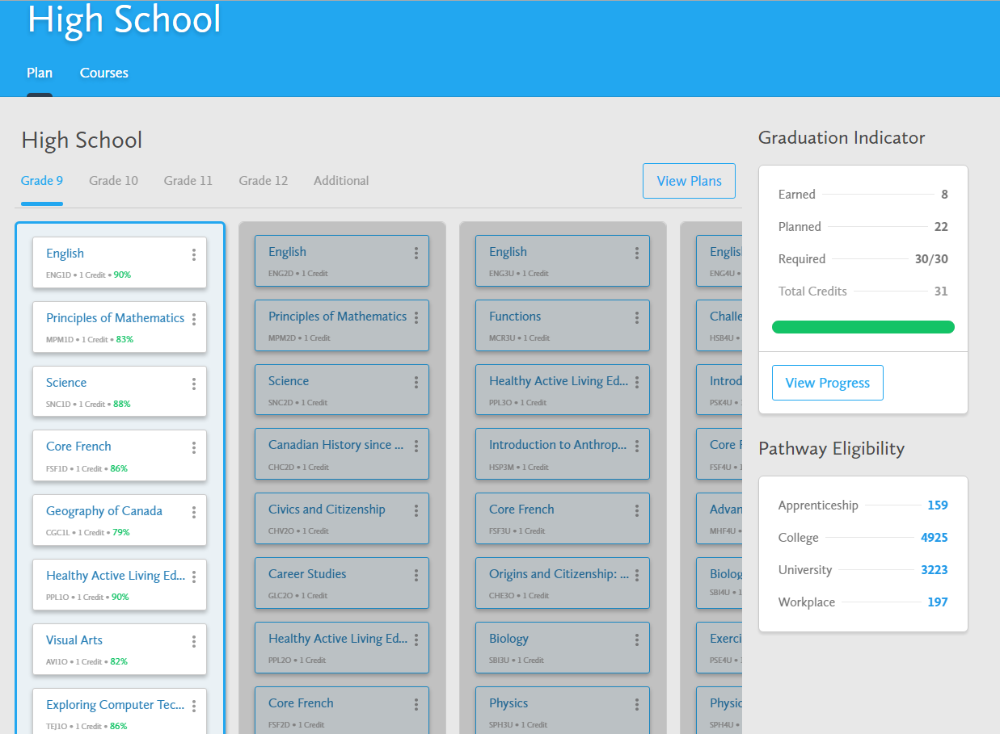 High School
Plan Courses
High School
Grade 9 Grade 10 Grade 11 Grade 12 Additional
View Plans
English
ENG1D • 1 Credit • 90%
Principles of Mathematics
MPM1D • 1 Credit • 83%
Science
SNC1D • 1 Credit • 88%
Core French
FSF1D • 1 Credit • 86%
Geography of Canada
CGC1L • 1 Credit • 79%
Healthy Active Living Ed...
PPL1O • 1 Credit • 90%
Visual Arts
AVI1O • 1 Credit • 82%
Exploring Computer Tec...
TEJ1O • 1 Credit • 86%
English
ENG2D • 1 Credit
Principles of Mathematics
MPM2D • 1 Credit
Science
SNC2D • 1 Credit
Canadian History since ...
CHC2D • 1 Credit
Civics and Citizenship
CHV2O • 1 Credit
Career Studies
GLC2O • 1 Credit
Healthy Active Living Ed...
PPL2O • 1 Credit
Core French
FSF2D • 1 Credit
English
ENG3U • 1 Credit
Functions
MCR3U • 1 Credit
Healthy Active Living Ed...
PPL3O • 1 Credit
Introduction to Anthrop...
HSP3M • 1 Credit
Core French
FSF3U • 1 Credit
Origins and Citizenship: ...
CHE3O • 1 Credit
Biology
SBI3U • 1 Credit
Physics
SPH3U • 1 Credit
Englis
ENG4U •
Challe
HSB4U •
Introd
PSK4U •
Core F
FSF4U • 1
Advan
MHF4U •
Biolog
SBI4U • 1
Exerci
PSE4U •
Physic
SPH4U •
Graduation Indicator
Earned 8
Planned 22
Required 30/30
Total Credits 31
View Progress
Pathway Eligibility
Apprenticeship 159
College 4925
University 3223
Workplace 197